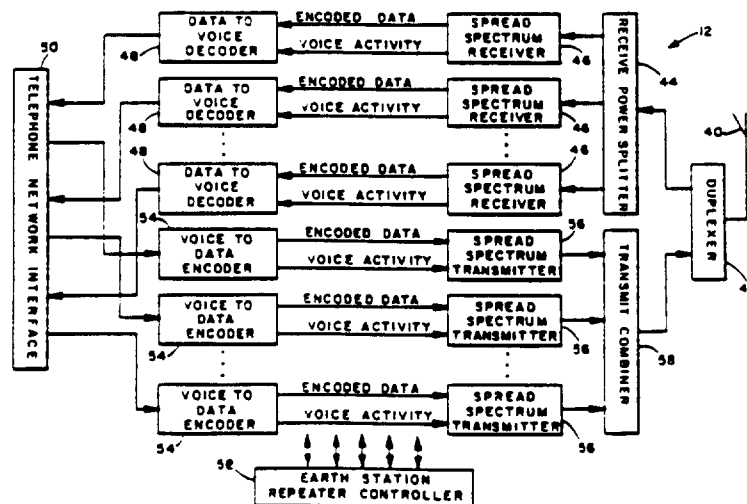 50
DATA TO
VOICE
DECODER
48
ENCODED DATA
VOICE ACTIVITY
SPREAD
SPECTRUM
RECEIVER
46
12
44
RECEIVE POWER SPLITTER
DATA TO
VOICE
DECODER
48
ENCODED DATA
VOICE ACTIVITY
SPREAD
SPECTRUM
RECEIVER
46
40
48
DATA TO
VOICE
DECODER
ENCODED DATA
VOICE ACTIVITY
46
SPREAD
SPECTRUM
RECEIVER
TELEPHONE NETWORK INTERFACE
DUPLEXER
54
VOICE TO
DATA
ENCODER
ENCODED DATA
VOICE ACTIVITY
56
SPREAD
SPECTRUM
TRANSMITTER
TRANSMIT COMBINER
58
VOICE TO
DATA
ENCODER
54
ENCODED DATA
VOICE ACTIVITY
SPREAD
SPECTRUM
TRANSMITTER
56
VOICE TO
DATA
ENCODER
54
ENCODED DATA
VOICE ACTIVITY
SPREAD
SPECTRUM
TRANSMITTER
56
52
EARTH STATION
REPEATER CONTROLLER